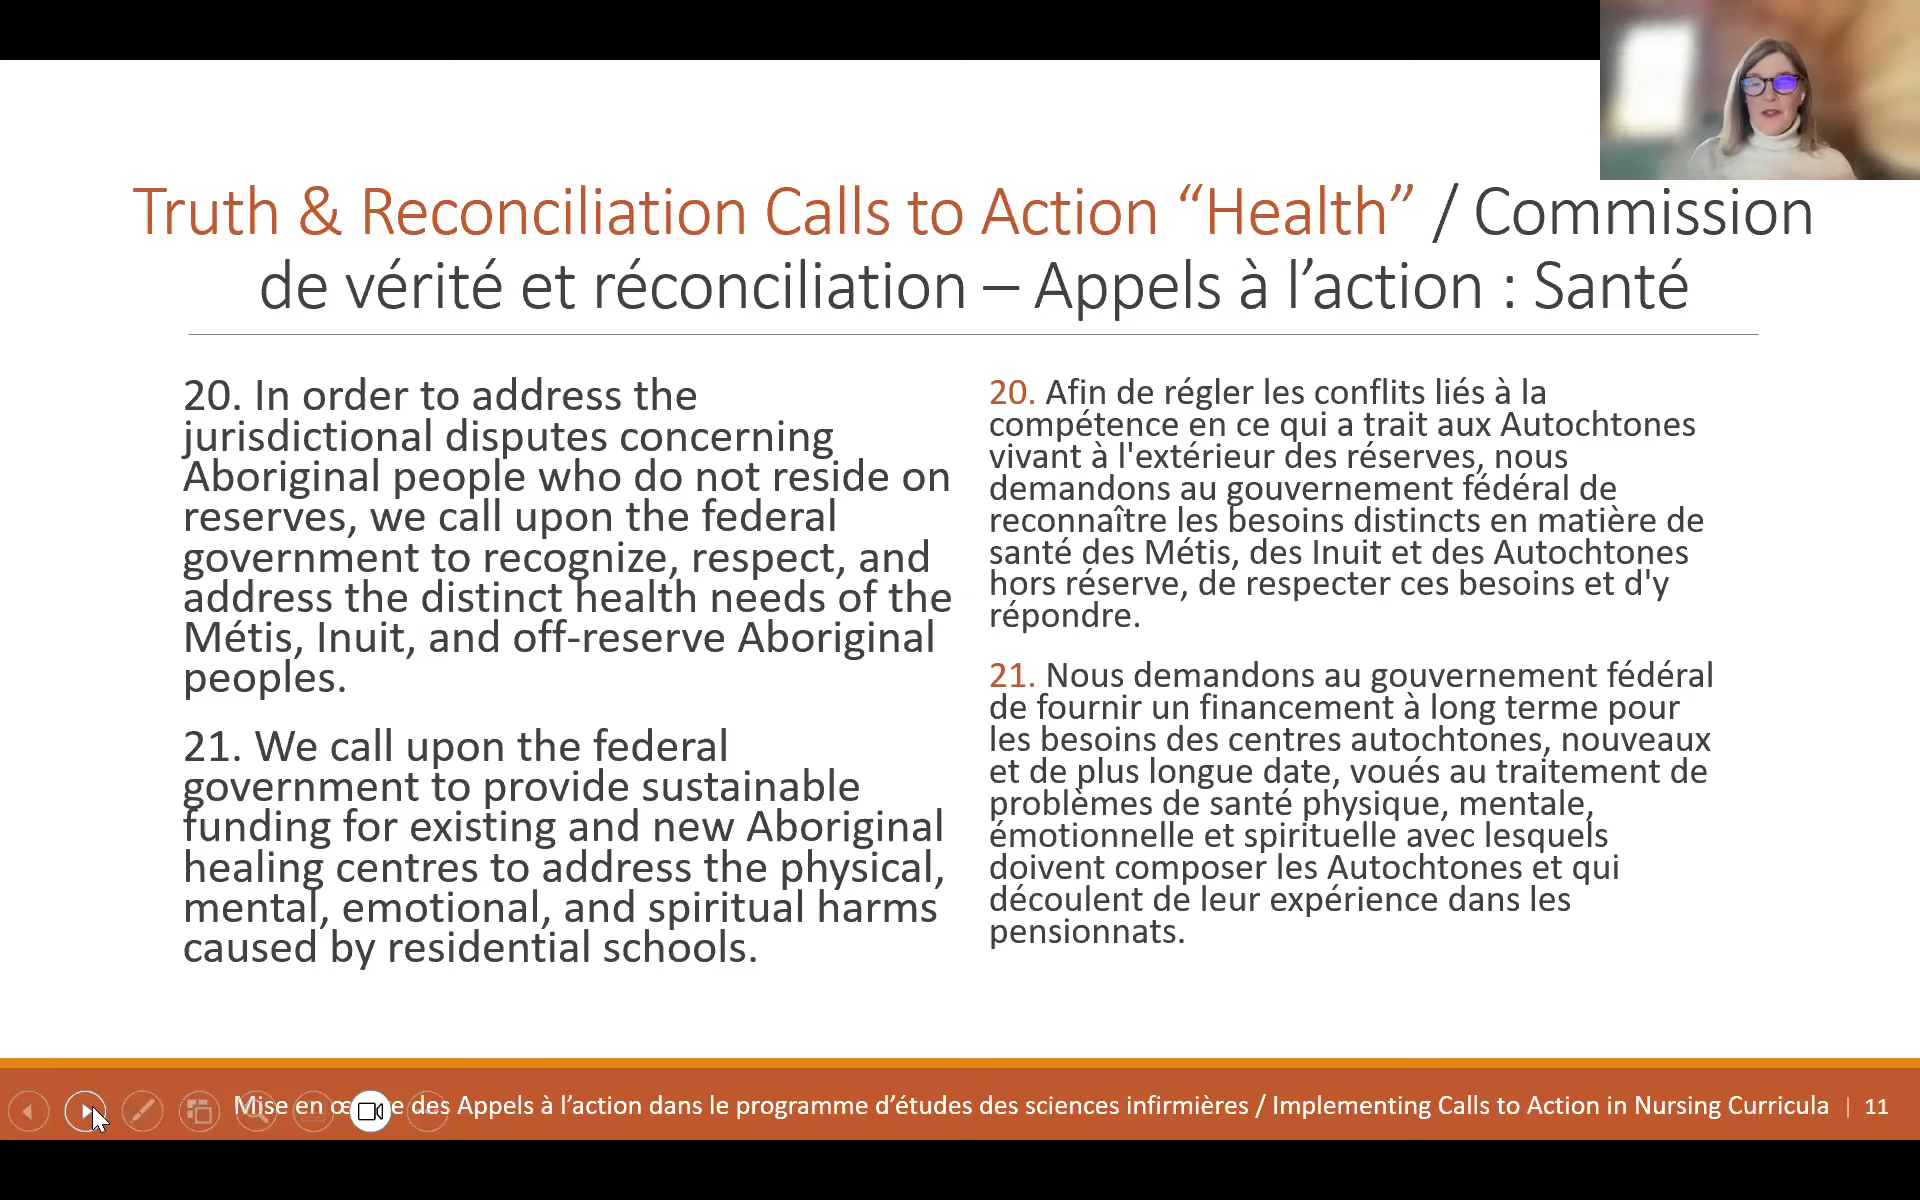 Truth & Reconciliation Calls to Action “Health” / Commission
de vérité et réconciliation – Appels à l’action : Santé
20. In order to address the
jurisdictional disputes concerning
Aboriginal people who do not reside on
reserves, we call upon the federal
government to recognize, respect, and
address the distinct health needs of the
Métis, Inuit, and off-reserve Aboriginal
peoples.
21. We call upon the federal
government to provide sustainable
funding for existing and new Aboriginal
healing centres to address the physical,
mental, emotional, and spiritual harms
caused by residential schools.
20. Afin de régler les conflits liés à la
compétence en ce qui a trait aux Autochtones
vivant à l'extérieur des réserves, nous
demandons au gouvernement fédéral de
reconnaître les besoins distincts en matière de
santé des Métis, des Inuit et des Autochtones
hors réserve, de respecter ces besoins et d'y
répondre.
21. Nous demandons au gouvernement fédéral
de fournir un financement à long terme pour
les besoins des centres autochtones, nouveaux
et de plus longue date, voués au traitement de
problèmes de santé physique, mentale,
émotionnelle et spirituelle avec lesquels
doivent composer les Autochtones et qui
découlent de leur expérience dans les
pensionnats.
Mise en des Appels à l’action dans le programme d’études des sciences infirmières / Implementing Calls to Action in Nursing Curricula | 11